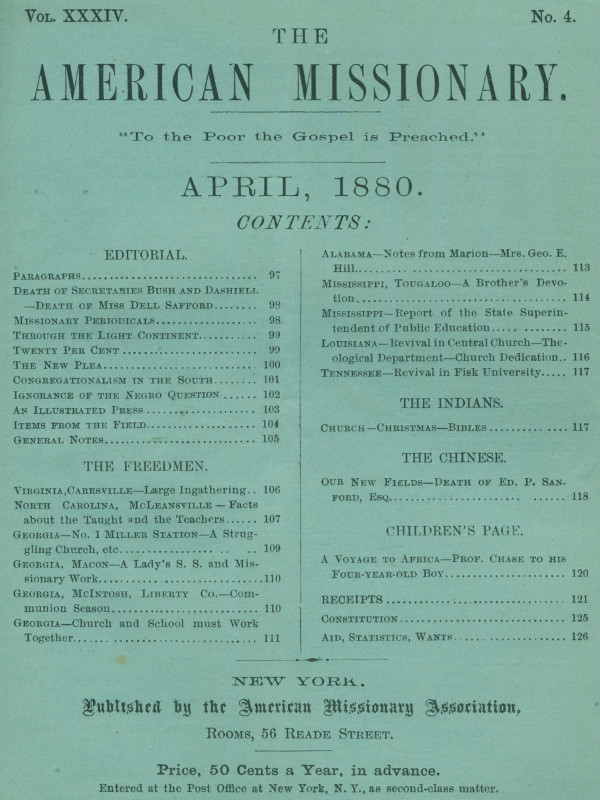 VOL. XXXIV.
No. 4.
THE
AMERICAN MISSIONARY.
"To the Poor the Gospel is Preached."
APRIL, 1880.
CONTENTS:
EDITORIAL.
PARAGRAPHS.................................. 97
DEATH OF SECRETARIES BUSH AND DASHIELL
—DEATH OF MISS DELL SAFFORD........ 98
MISSIONARY PERIODICALS.................... 98
THROUGH THE LIGHT CONTINENT........... 99
TWENTY PER CENT ......................... 99
THE NEW PLEA.............................. 100
CONGREGATIONALISM IN THE SOUTH....... 101
IGNORANCE OF THE NEGRO QUESTION ...... 102
AN ILLUSTRATED PRESS ................... 103
ITEMS FROM THE FIELD..................... 104
GENERAL NOTES............................ 105
THE FREEDMEN.
VIRGINIA, CARRSVILLE—Large Ingathering.. 106
NORTH CAROLINA, MCLEANSVILLE — Facts
about the Taught and the Teachers...... 107
GEORGIA—No. 1 MILLER STATION—A Strug-
gling Church, etc.................... .. .. 109
GEORGIA, MACON—A Lady's S. S. and Mis-
sionary Work..............................110
GEORGIA, MCINTOSH, LIBERTY CO.—Com-
munion Season............................ 110
GEORGIA—Church and School must Work
Together.................................. 111
ALABAMA—Notes from Marion—Mrs. Geo. E.
Hill........................................ 113
MISSISSIPPI, TOUGALOO—A Brother's Devo-
tion........................................ 114
MISSISSIPPI—Report of the State Superin-
tendent of Public Education............. 115
LOUISIANA—Revival in Central Church—The-
ological Department—Church Dedication.. 116
TENNESSEE—Revival in Fisk University..... 117
THE INDIANS.
CHURCH—CHRISTMAS—BIBLES .......... .... 117
THE CHINESE.
OUR NEW FIELDS—DEATH OF ED. P. SAN-
FORD, ESQ.................................. 118
CHILDREN'S PAGE.
A VOYAGE TO AFRICA—PROF. CHASE TO HIS
FOUR-YEAR-OLD BOY....................... 120
RECEIPTS ................................... 121
CONSTITUTION............................... 125
AID, STATISTICS, WANTS.................... 126
NEW YORK.
Published by the American Missionary Association,
ROOMS, 56 READE STREET.
Price, 50 Cents a Year, in advance.
Entered at the Post Office at New York, N. Y., as second-class matter.